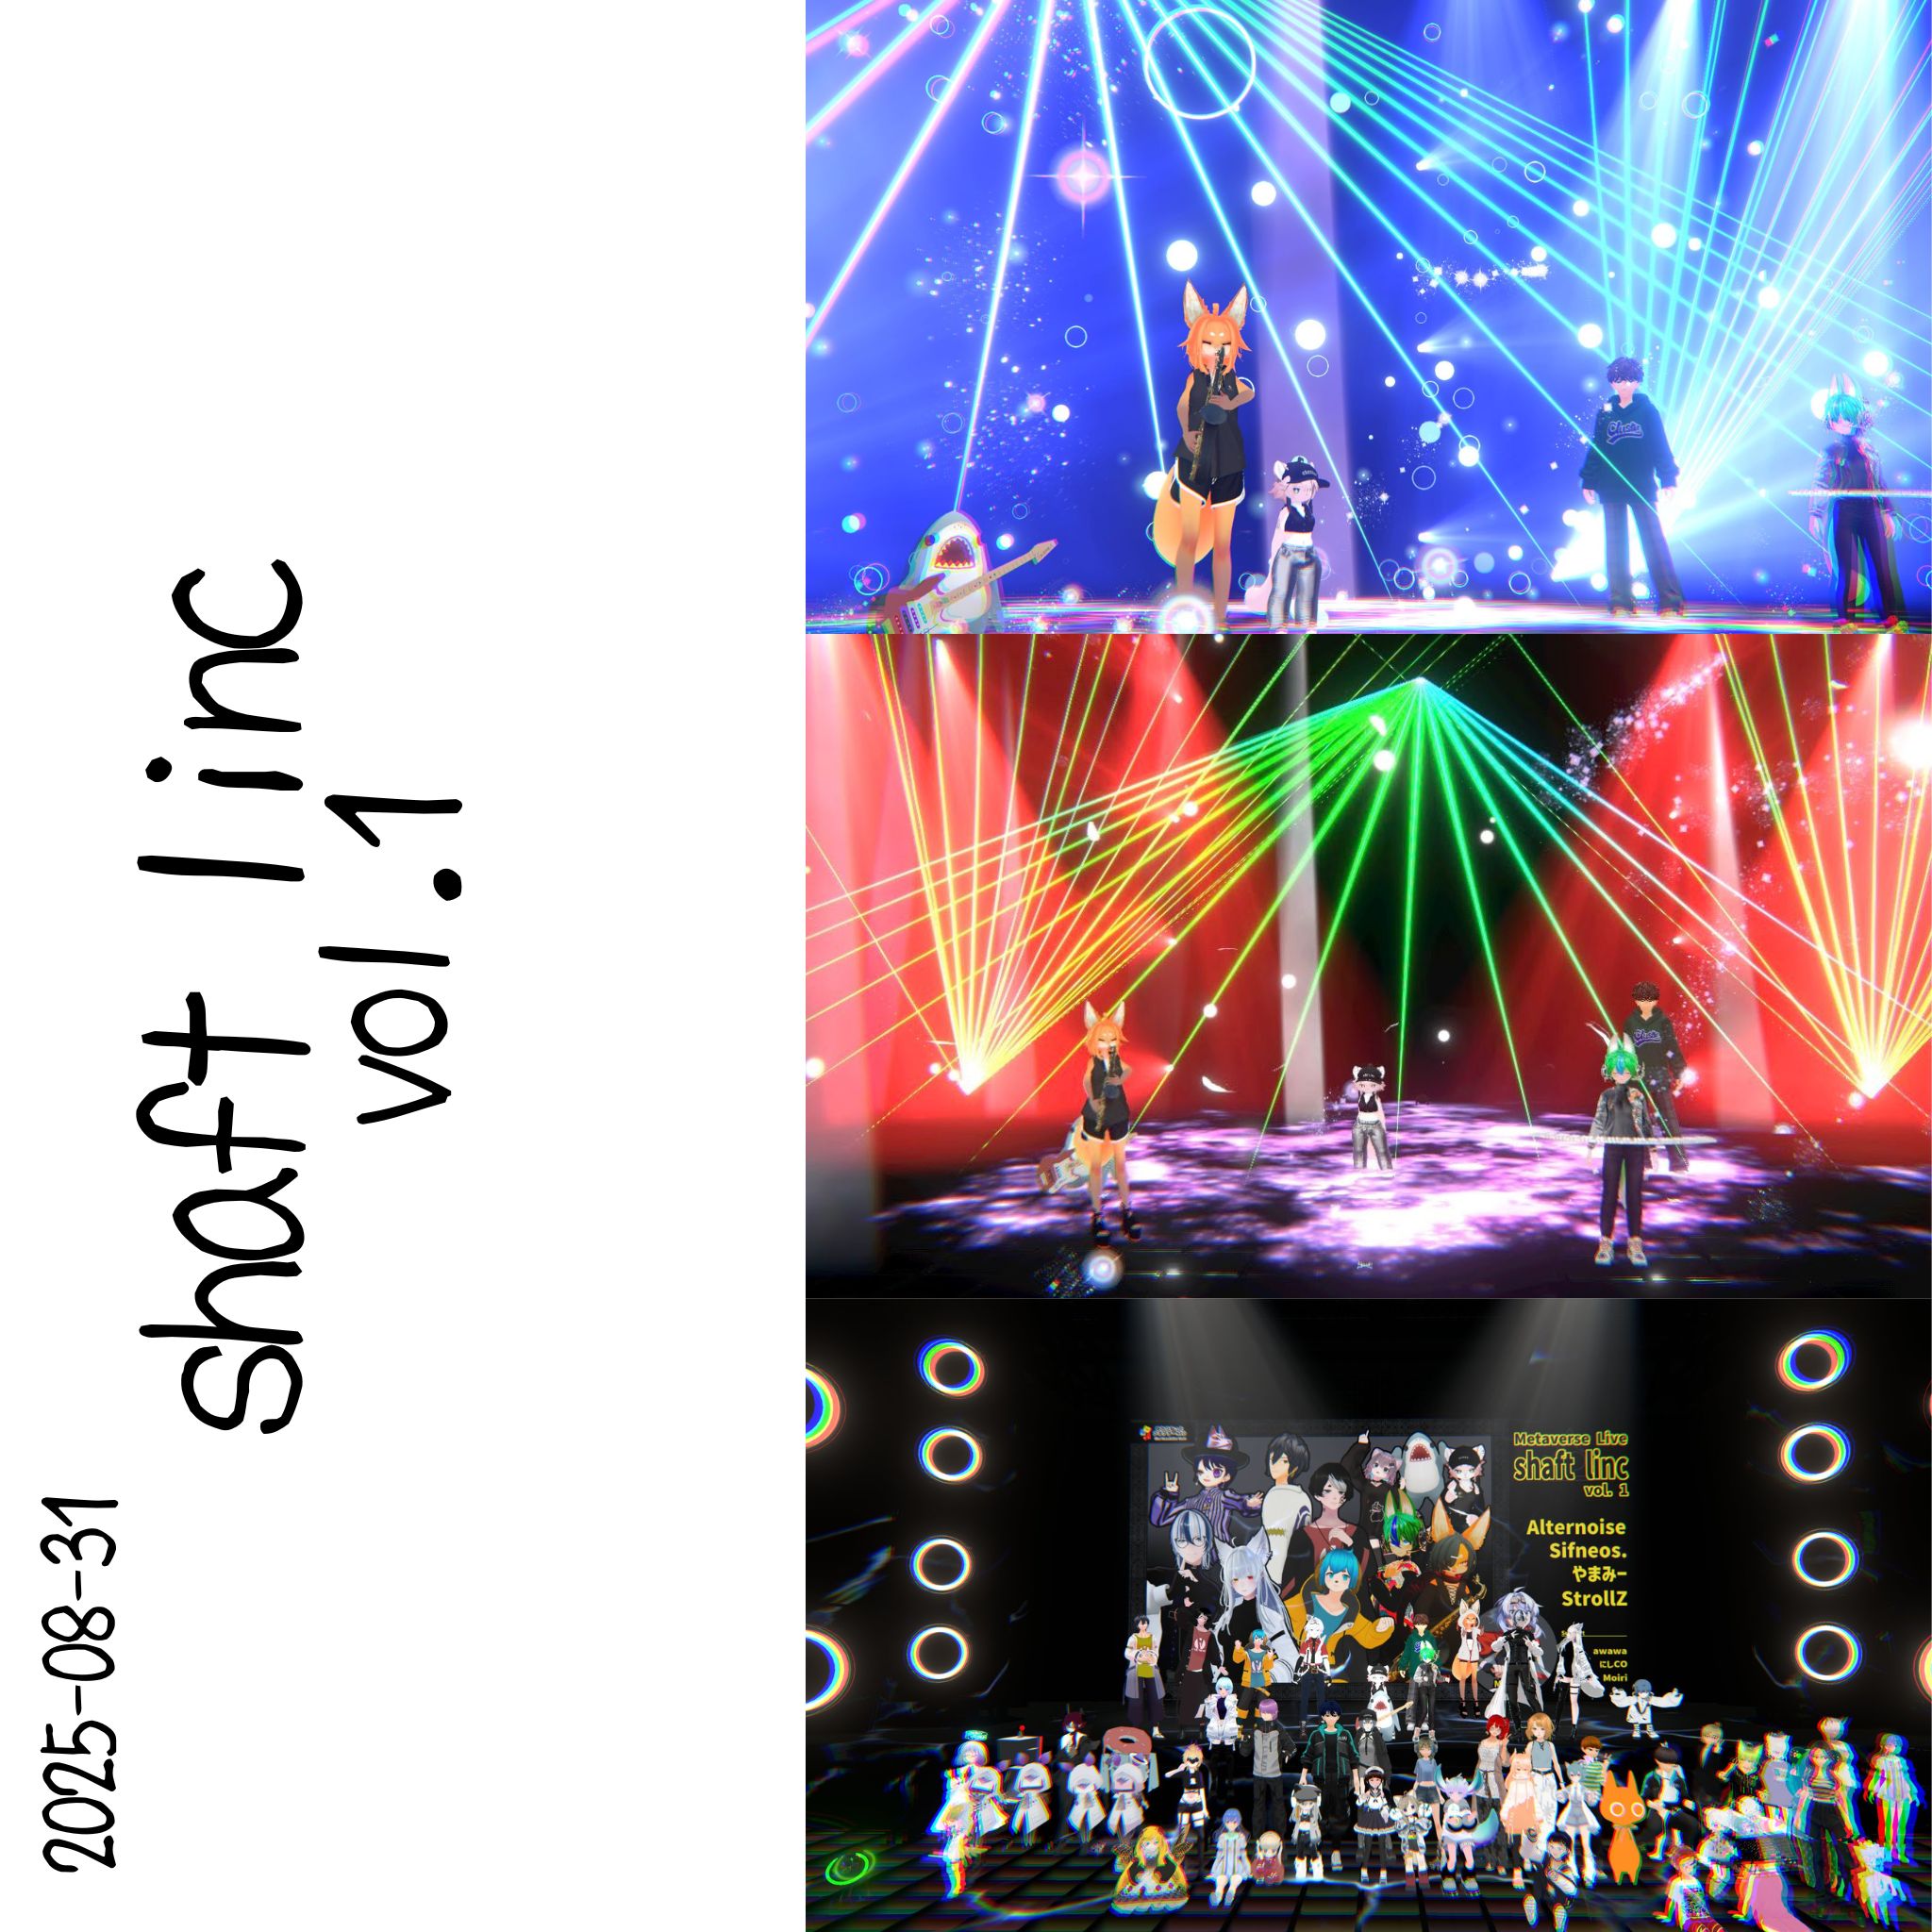 2025-08-31
shaft linc
vol.1
Metaverse Live
shaft linc
vol. 1
Alternoise
Sifneos.
やまみー
StrollZ
awawa
にしCO
Moiri